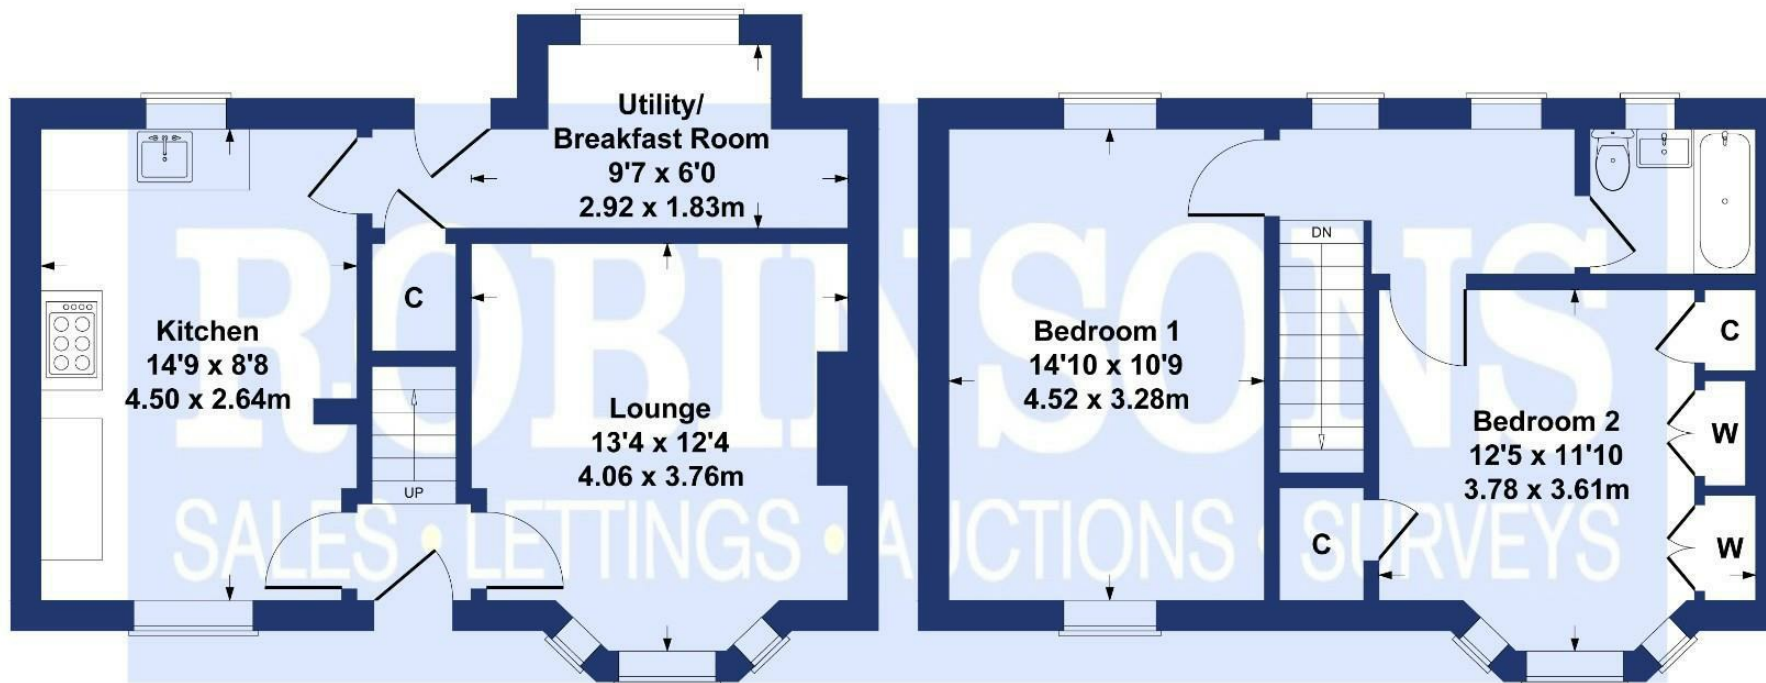 Utility/
Breakfast Room
9'7 x 6'0
2.92 x 1.83m
C
Kitchen
14'9 x 8'8
4.50 x 2.64m
Lounge
13'4 x 12'4
4.06 x 3.76m
UP
DN
Bedroom 1
14'10 x 10'9
4.52 x 3.28m
C
Bedroom 2
12'5 x 11'10
3.78 x 3.61m
W
C
W
ROBINSONS
SALES • LETTINGS • AUCTIONS • SURVEYS